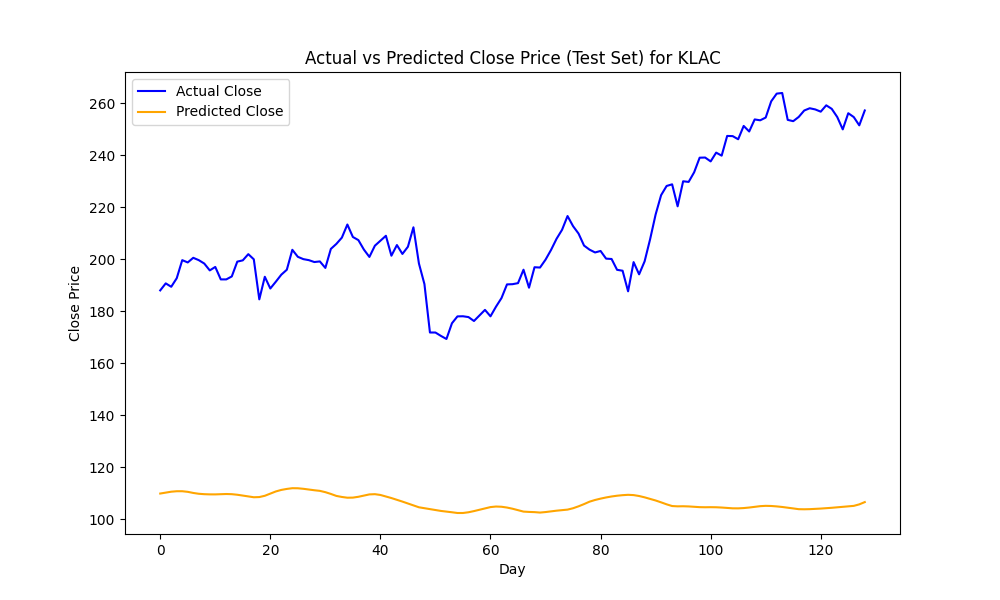 Actual vs Predicted Close Price (Test Set) for KLAC
Actual Close
Predicted Close
Close Price
260
240
220
200
180
160
140
120
100
0 20 40 60 80 100 120
Day